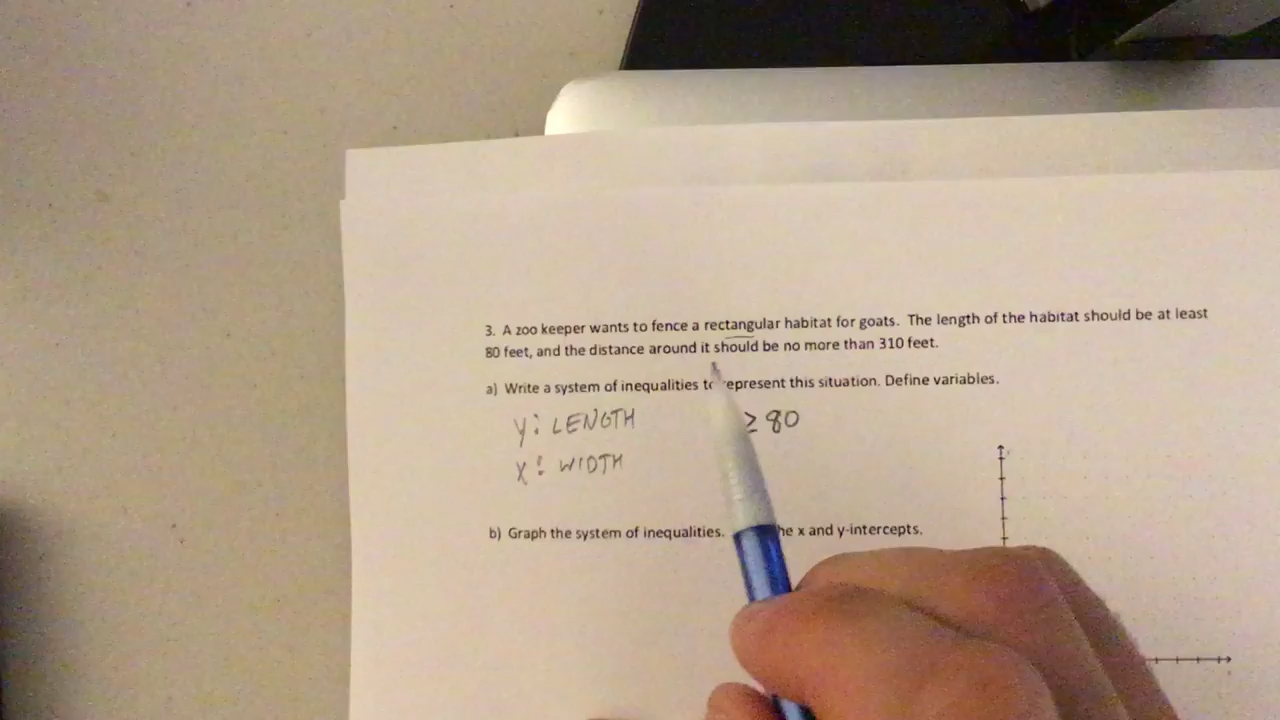 3. A zoo keeper wants to fence a rectangular habitat for goats. The length of the habitat should be at least
80 feet, and the distance around it should be no more than 310 feet.
a) Write a system of inequalities represent this situation. Define variables.
y: LENGTH ≥ 80
x: WIDTH
b) Graph the system of inequalities. x and y-intercepts.